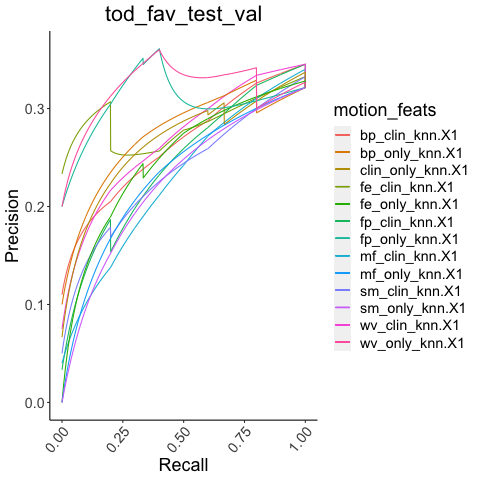 tod_fav_test_val
Precision
0.3
0.2
0.1
0.0
0.00
0.25
0.50
0.75
1.00
Recall
motion_feats
bp_clin_knn.X1
bp_only_knn.X1
clin_only_knn.X1
fe_clin_knn.X1
fe_only_knn.X1
fp_clin_knn.X1
fp_only_knn.X1
mf_clin_knn.X1
mf_only_knn.X1
sm_clin_knn.X1
sm_only_knn.X1
wv_clin_knn.X1
wv_only_knn.X1